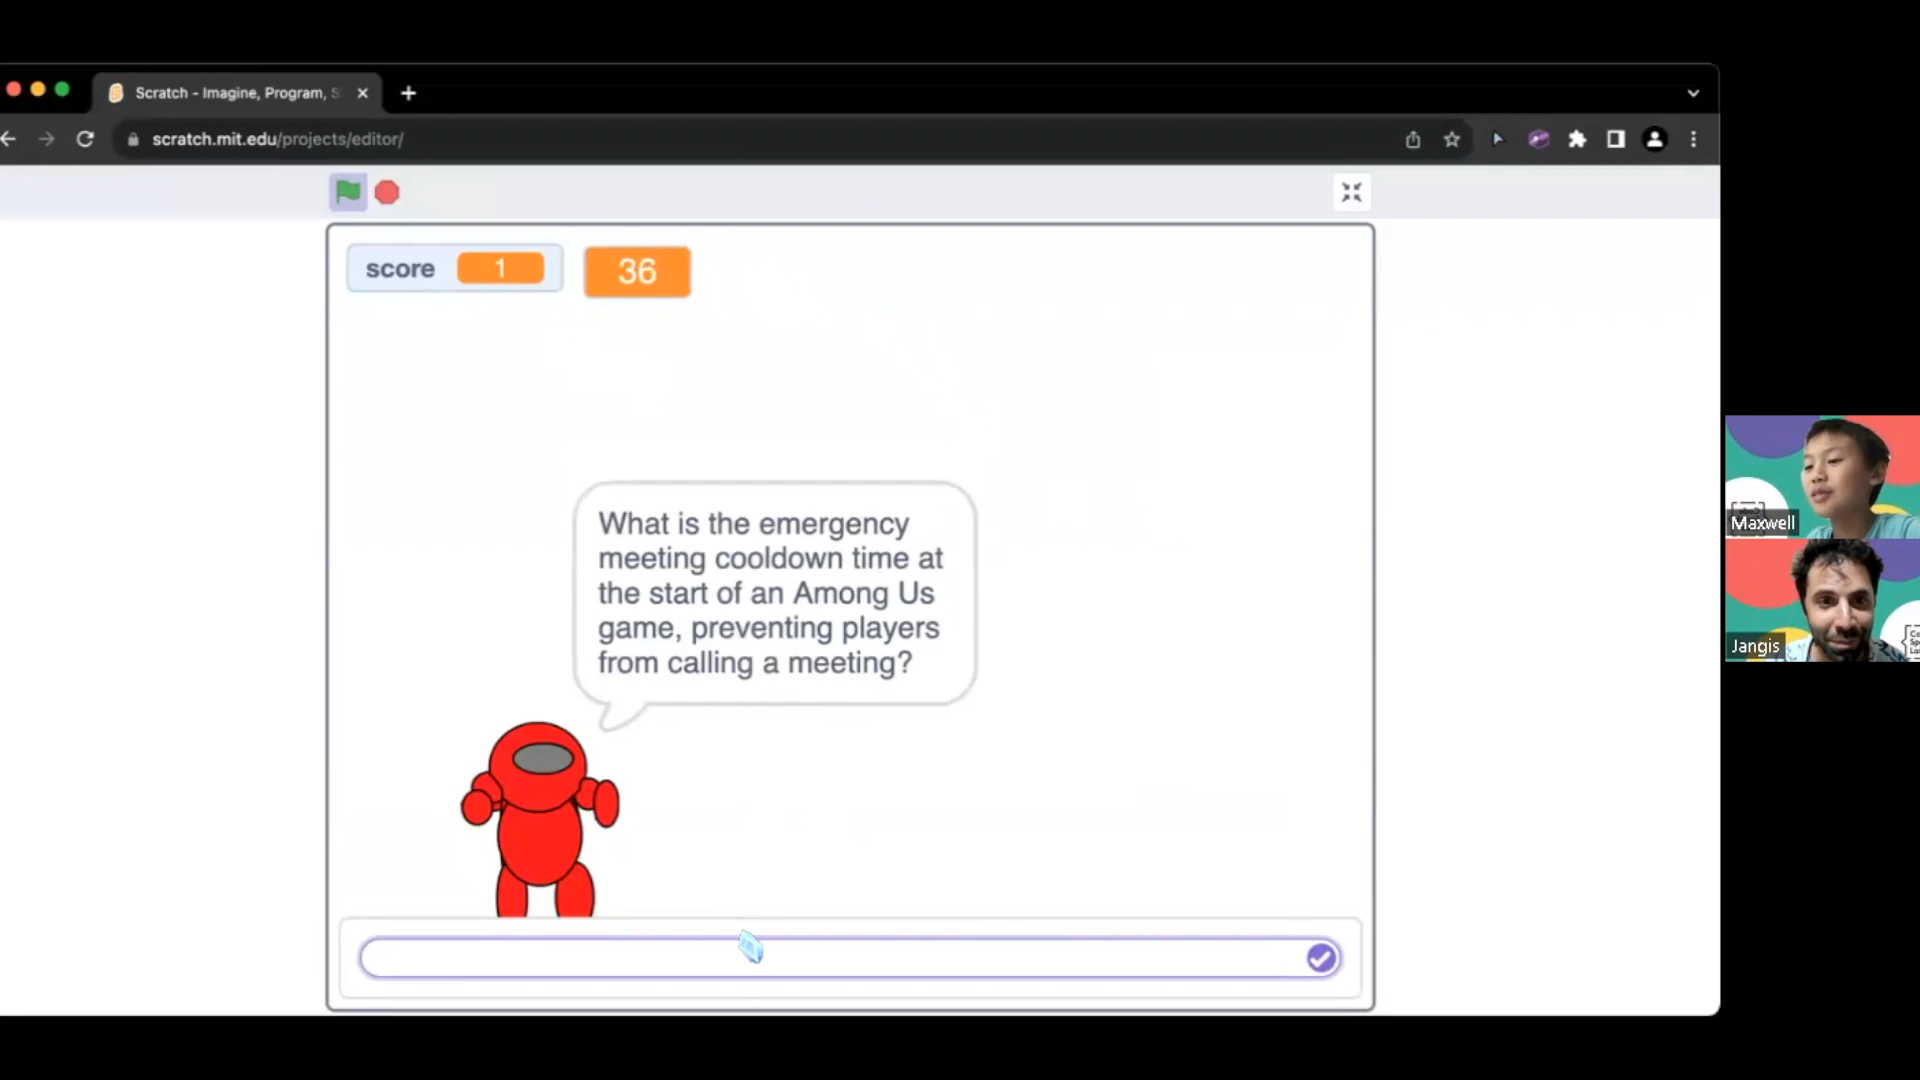 Scratch - Imagine, Program, S
scratch.mit.edu/projects/editor/
score 1
36
What is the emergency
meeting cooldown time at
the start of an Among Us
game, preventing players
from calling a meeting?
Maxwell
Jangis